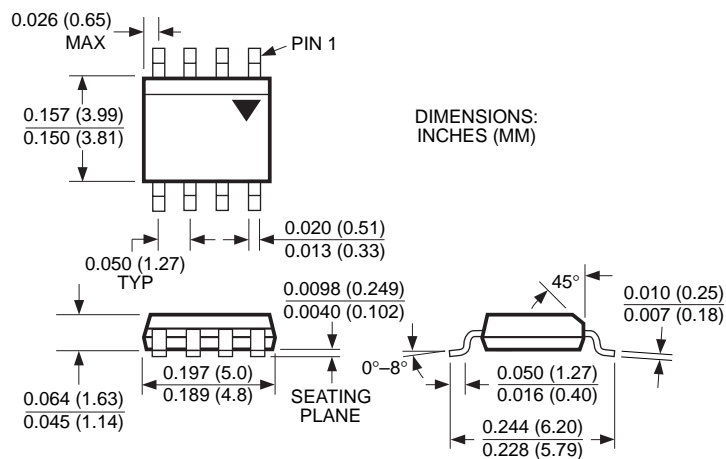 0.026 (0.65)
MAX
PIN 1
0.157 (3.99)
0.150 (3.81)
DIMENSIONS:
INCHES (MM)
0.020 (0.51)
0.013 (0.33)
0.050 (1.27)
TYP
0.0098 (0.249)
0.0040 (0.102)
45°
0.010 (0.25)
0.007 (0.18)
0°–8°
0.064 (1.63)
0.045 (1.14)
0.197 (5.0)
0.189 (4.8)
SEATING
PLANE
0.050 (1.27)
0.016 (0.40)
0.244 (6.20)
0.228 (5.79)